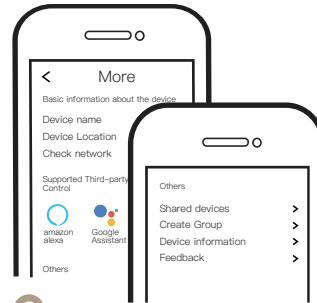 More
Basic information about the device
Device name
Device Location
Check network
Supported Third-party
Control
amazon
alexa
Google
Assistant
Others
Others
Shared devices
Create Group
Device information
Feedback